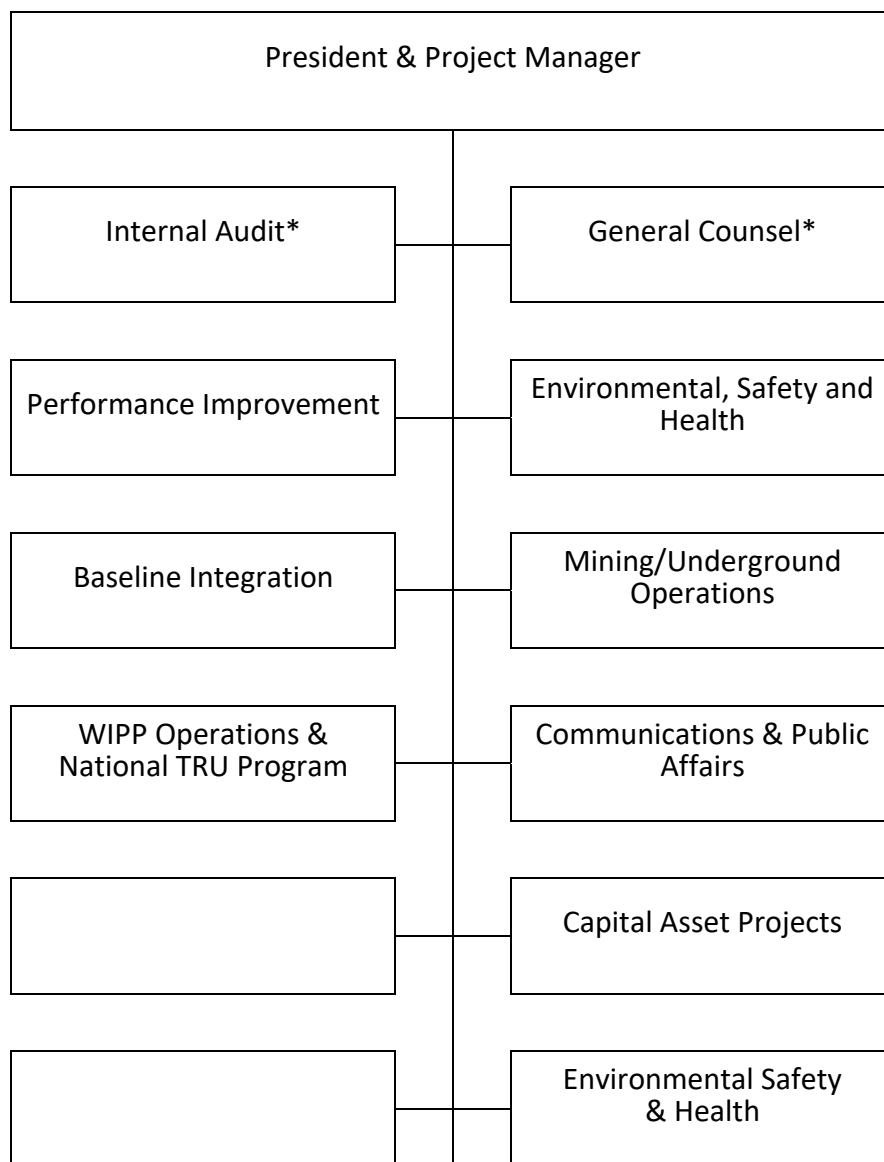 President & Project Manager
Internal Audit*
General Counsel*
Performance Improvement
Environmental, Safety and
Health
Baseline Integration
Mining/Underground
Operations
WIPP Operations &
National TRU Program
Communications & Public
Affairs
Capital Asset Projects
Environmental Safety
& Health